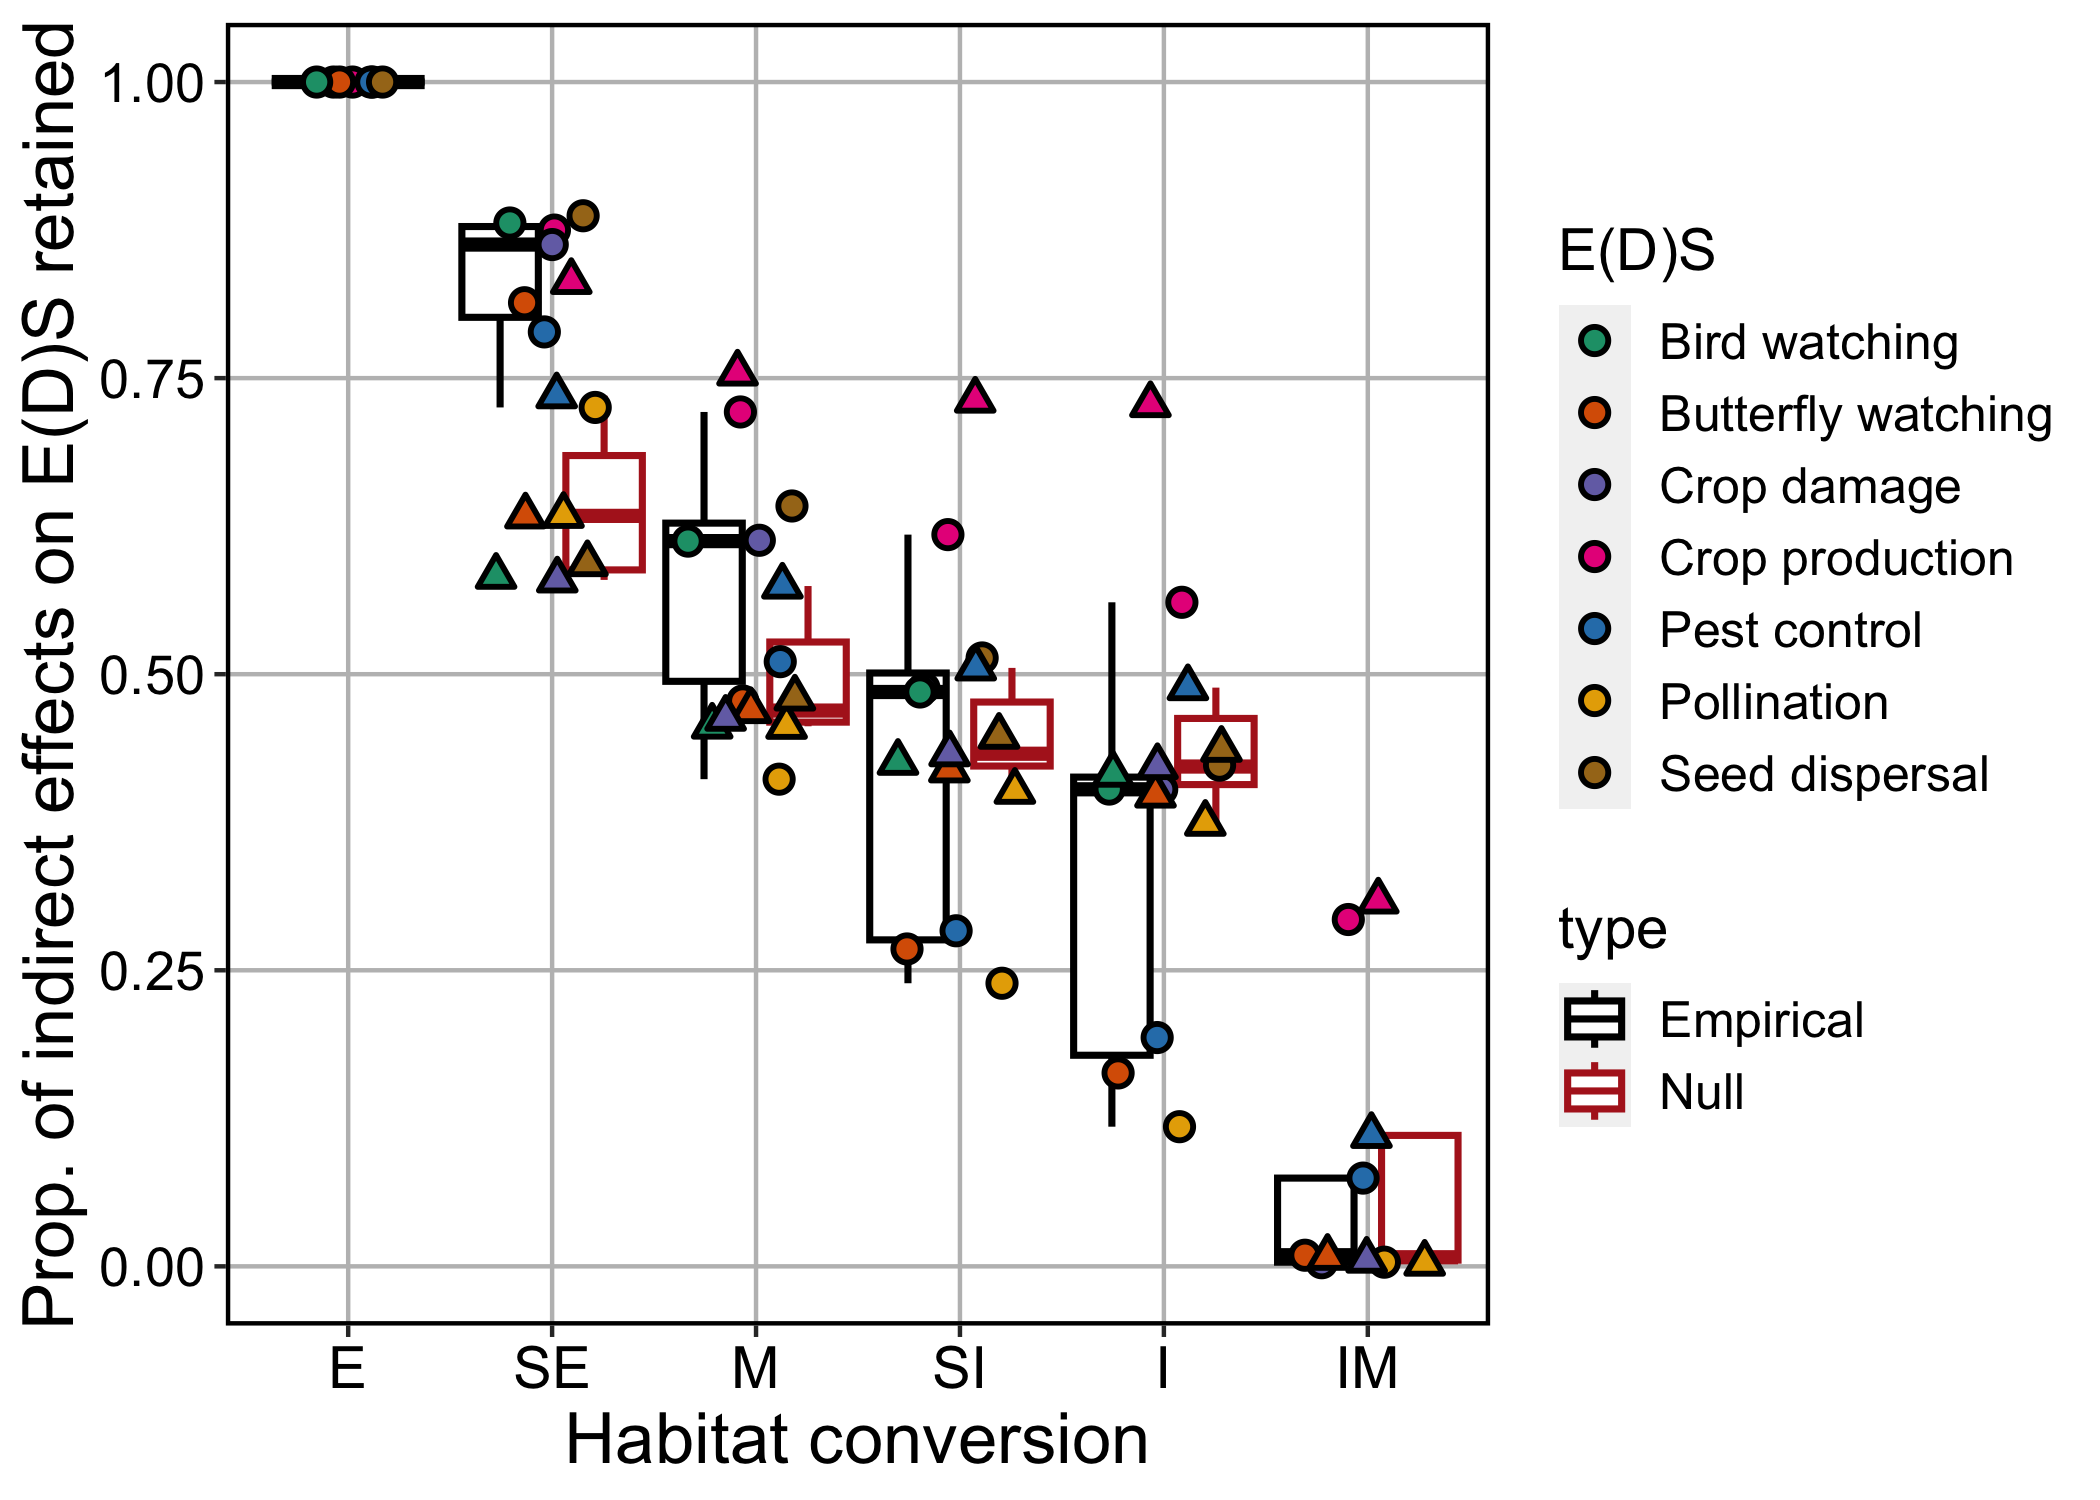 Prop. of indirect effects on E(D)S retained
1.00
0.75
0.50
0.25
0.00
E SE M SI I IM
Habitat conversion
E(D)S
Bird watching
Butterfly watching
Crop damage
Crop production
Pest control
Pollination
Seed dispersal
type
Empirical
Null